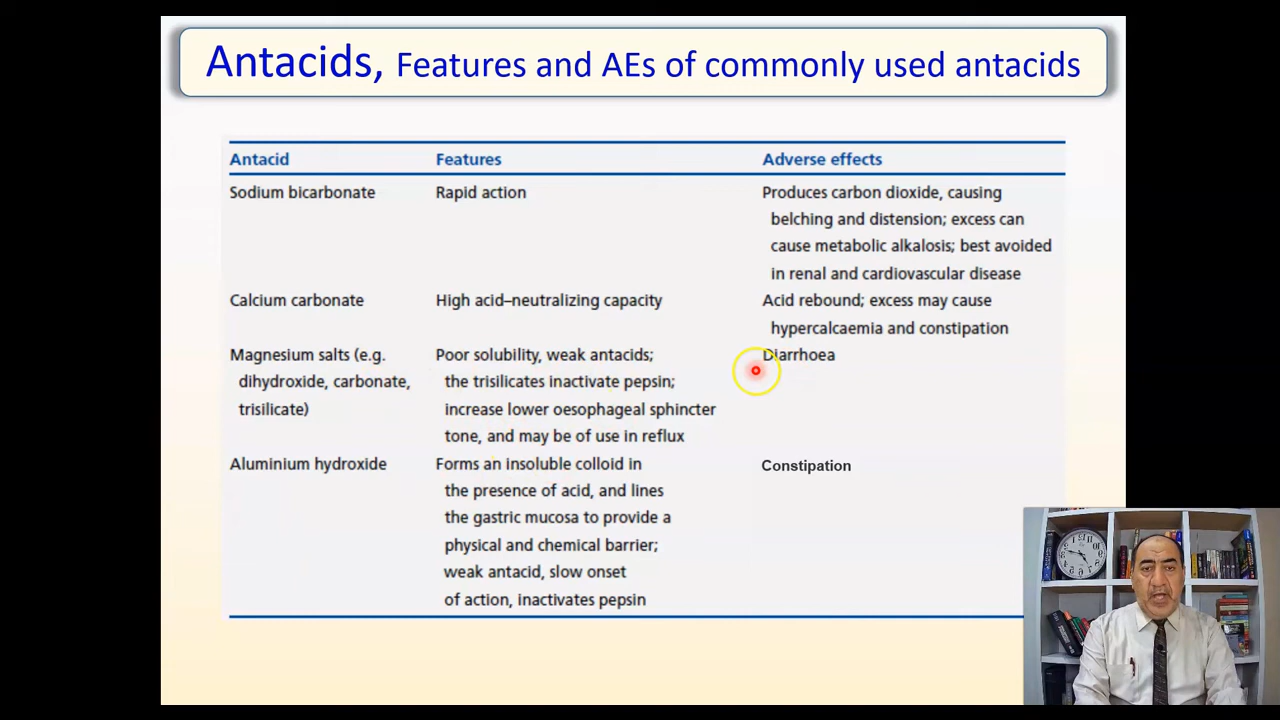 Antacids, Features and AEs of commonly used antacids
Antacid Features Adverse effects
Sodium bicarbonate Rapid action Produces carbon dioxide, causing
belching and distension; excess can
cause metabolic alkalosis; best avoided
in renal and cardiovascular disease
Calcium carbonate High acid–neutralizing capacity Acid rebound; excess may cause
hypercalcaemia and constipation
Magnesium salts (e.g. Poor solubility, weak antacids; Diarrhoea
dihydroxide, carbonate, the trisilicates inactivate pepsin;
trisilicate) increase lower oesophageal sphincter
tone, and may be of use in reflux
Aluminium hydroxide Forms an insoluble colloid in Constipation
the presence of acid, and lines
the gastric mucosa to provide a
physical and chemical barrier;
weak antacid, slow onset
of action, inactivates pepsin